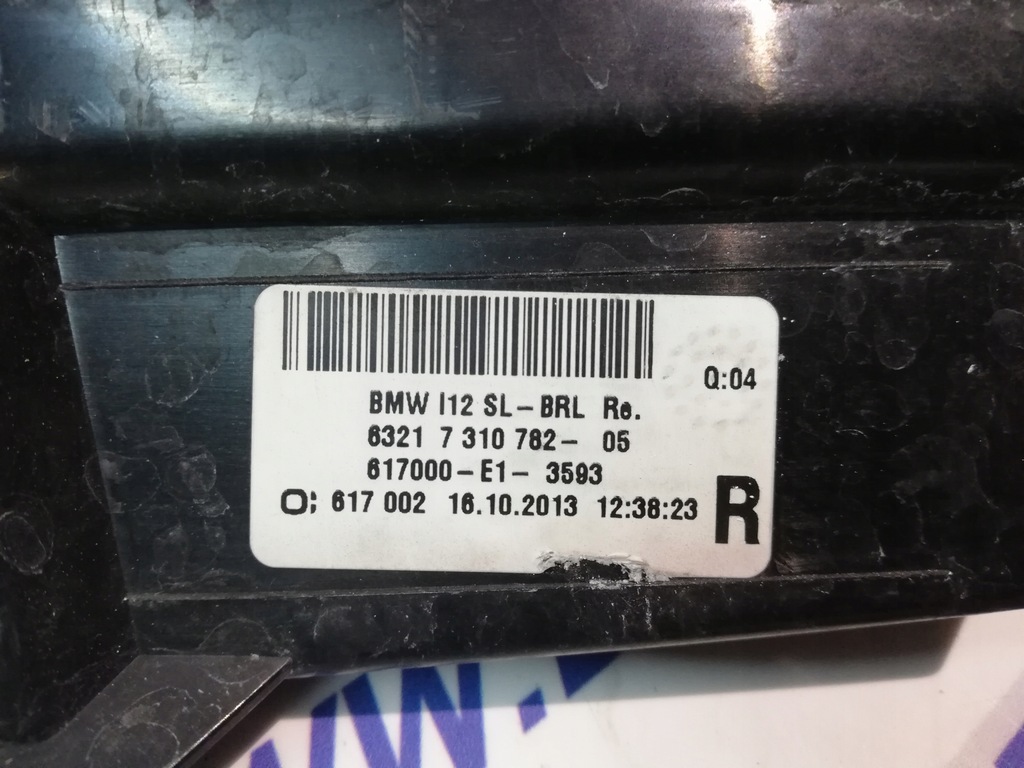 Q:04
BMW I12 SL-BRL Re.
6321 7 310 782- 05
617000-E1- 3593
O; 617 002 16.10.2013 12:38:23
R